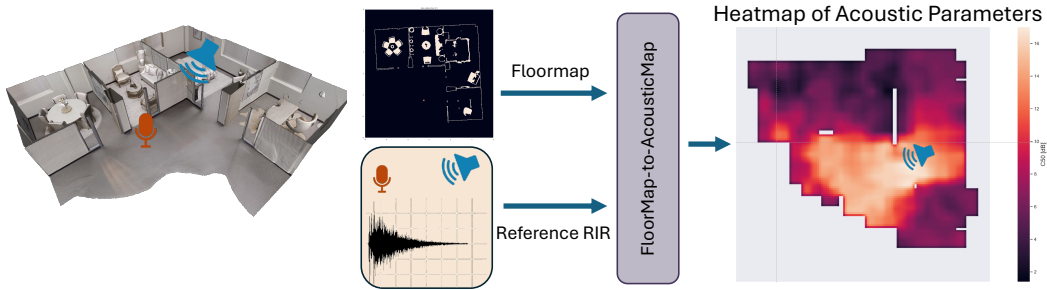 Heatmap of Acoustic Parameters
Floormap
Reference RIR
FloorMap-to-AcousticMap
16
14
12
10
8
6
4
2
C50 [dB]